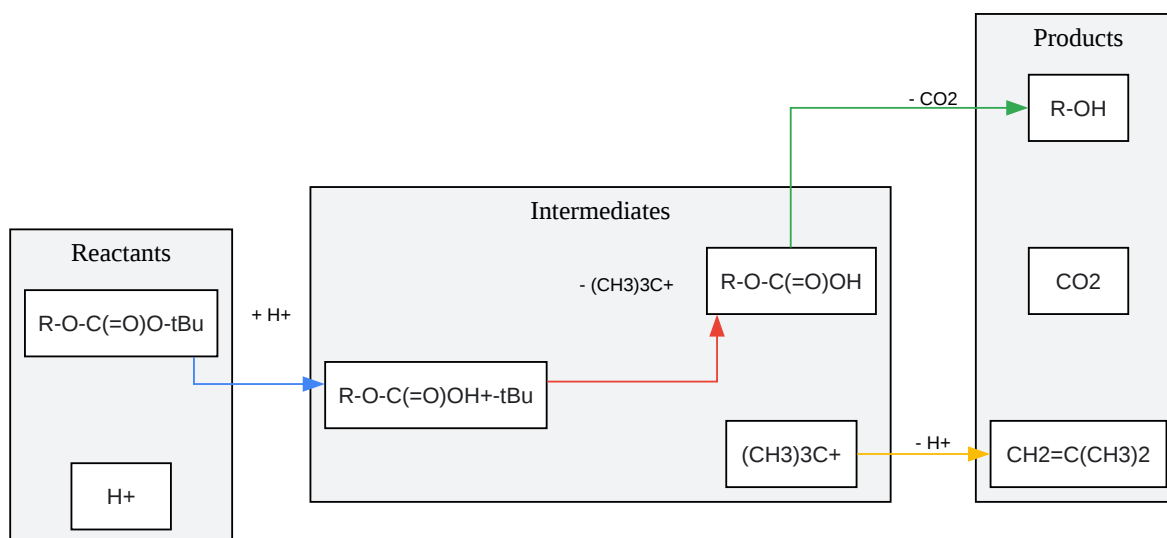 Products
- CO2
R-OH
Intermediates
Reactants
- (CH3)3C+
R-O-C(=O)OH
CO2
+ H+
R-O-C(=O)O-tBu
R-O-C(=O)OH+-tBu
- H+
(CH3)3C+
CH2=C(CH3)2
H+